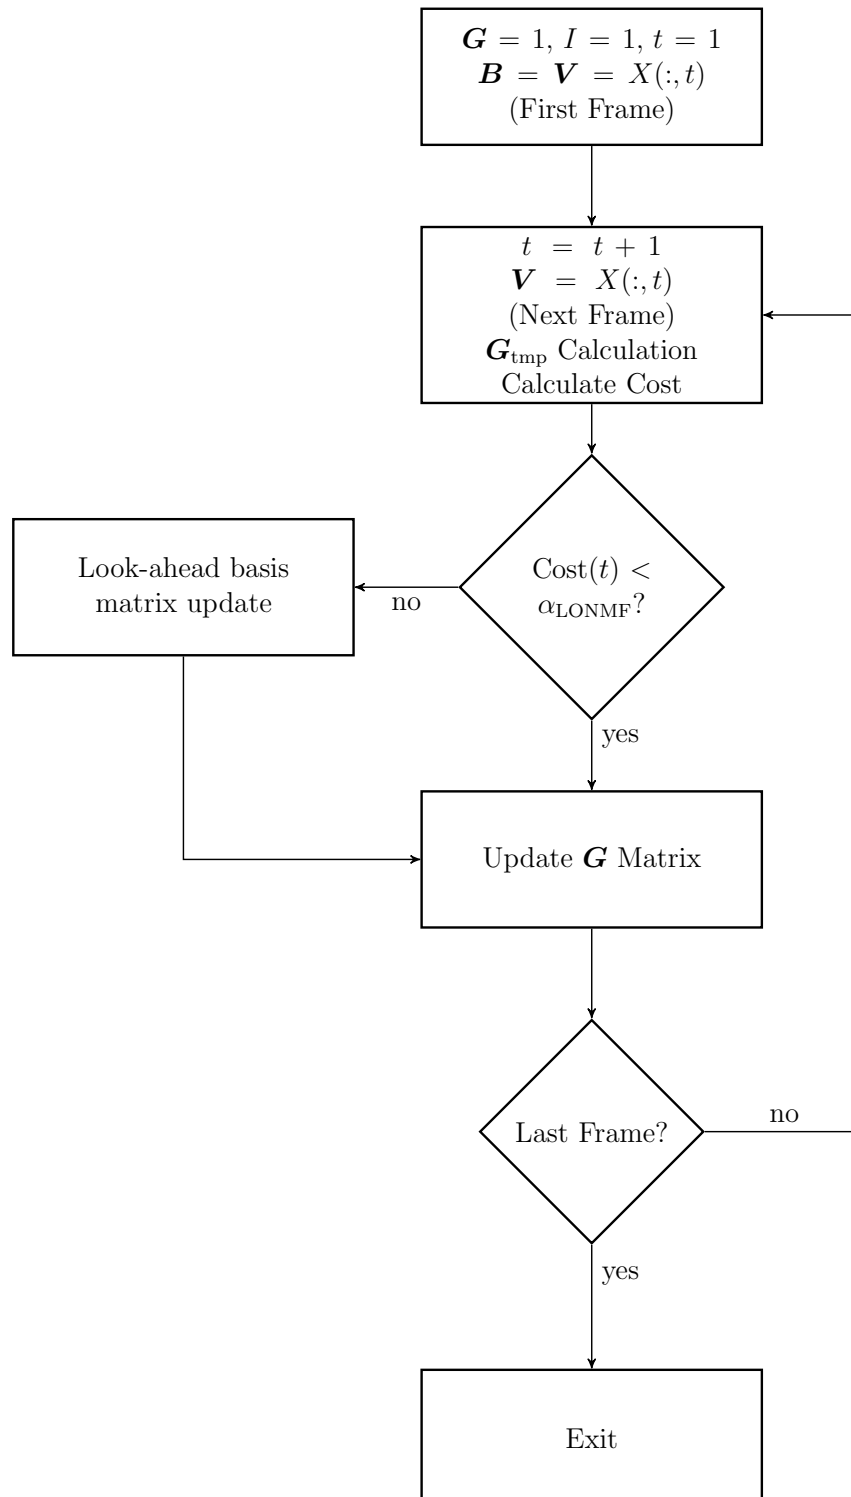 G = 1, I = 1, t = 1
B = V = X(:, t)
(First Frame)
t = t + 1
V = X(:, t)
(Next Frame)
G_tmp Calculation
Calculate Cost
Cost(t) <
α_LONMF?
Look-ahead basis
matrix update
no
yes
Update G Matrix
Last Frame?
no
yes
Exit